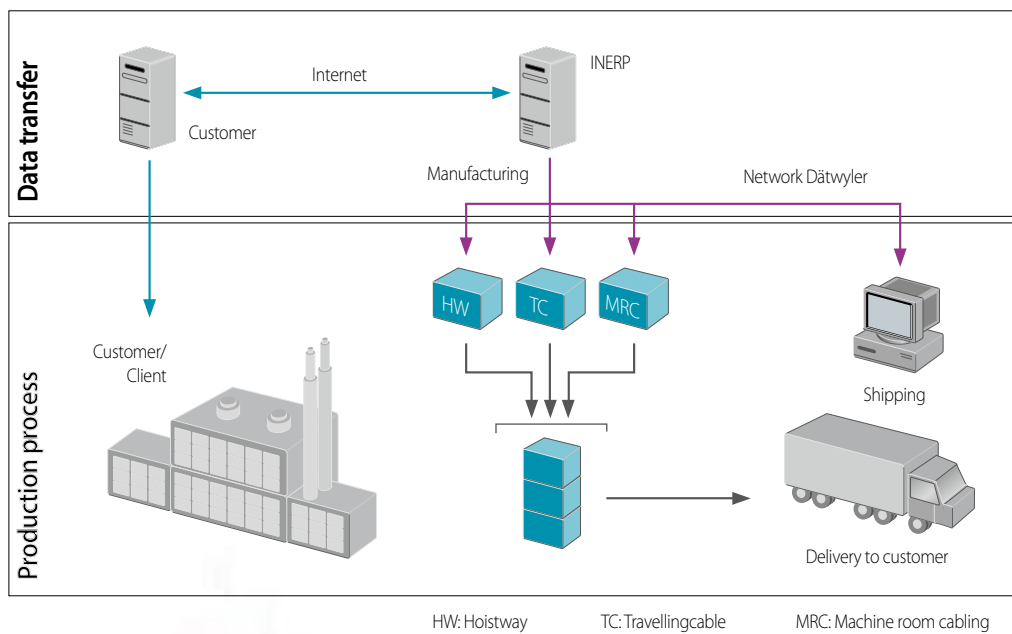 Data transfer
Internet
INERP
Customer
Manufacturing
Network Dätwyler
Production process
HW
TC
MRC
Customer/
Client
Shipping
Delivery to customer
HW: Hoistway
TC: Travellingcable
MRC: Machine room cabling